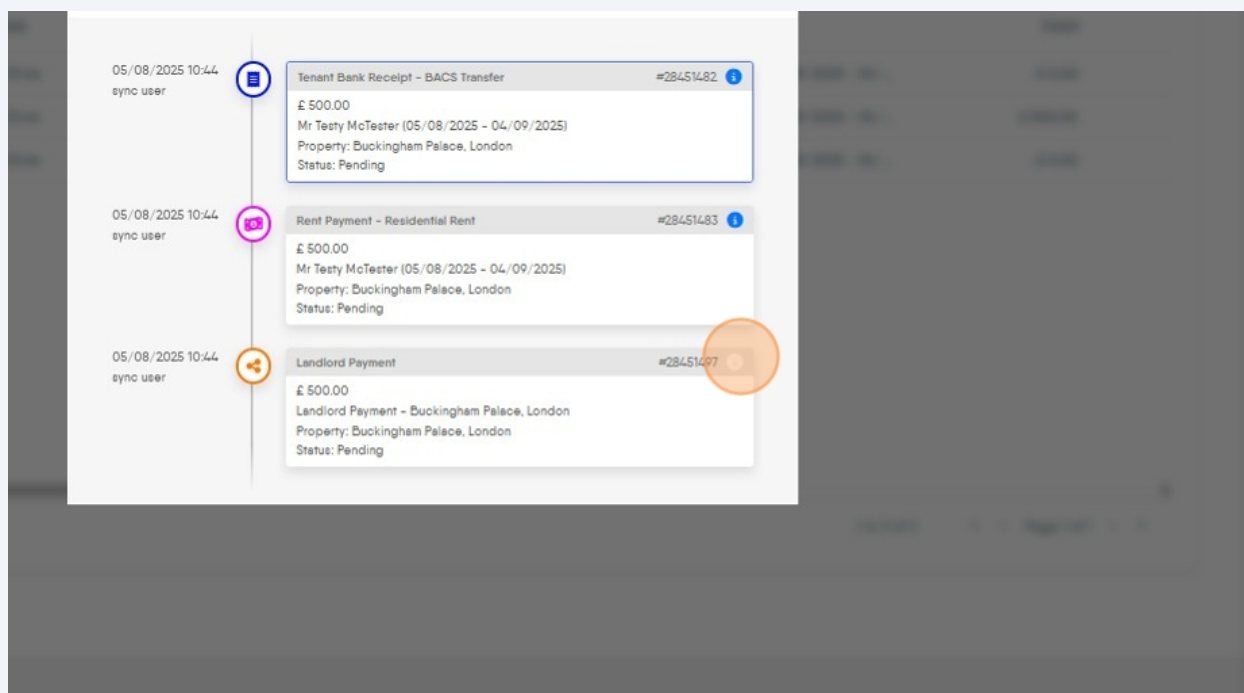 05/08/2025 10:44
sync user
Tenant Bank Receipt - BACS Transfer #28451482
£ 500.00
Mr Testy McTester (05/08/2025 - 04/09/2025)
Property: Buckingham Palace, London
Status: Pending
05/08/2025 10:44
sync user
Rent Payment - Residential Rent #28451483
£ 500.00
Mr Testy McTester (05/08/2025 - 04/09/2025)
Property: Buckingham Palace, London
Status: Pending
05/08/2025 10:44
sync user
Landlord Payment #28451497
£ 500.00
Landlord Payment - Buckingham Palace, London
Property: Buckingham Palace, London
Status: Pending